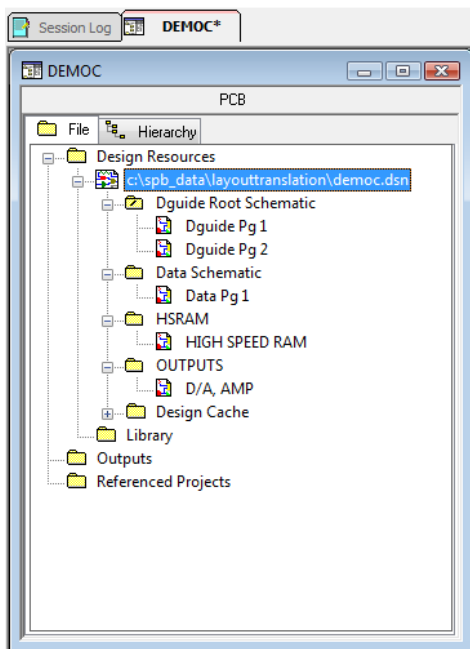 Session Log DEMOC*
DEMOC
PCB
File Hierarchy
Design Resources
c:\spb_data\layouttranslation\democ.dsn
Dguide Root Schematic
Dguide Pg 1
Dguide Pg 2
Data Schematic
Data Pg 1
HSRAM
HIGH SPEED RAM
OUTPUTS
D/A, AMP
Design Cache
Library
Outputs
Referenced Projects